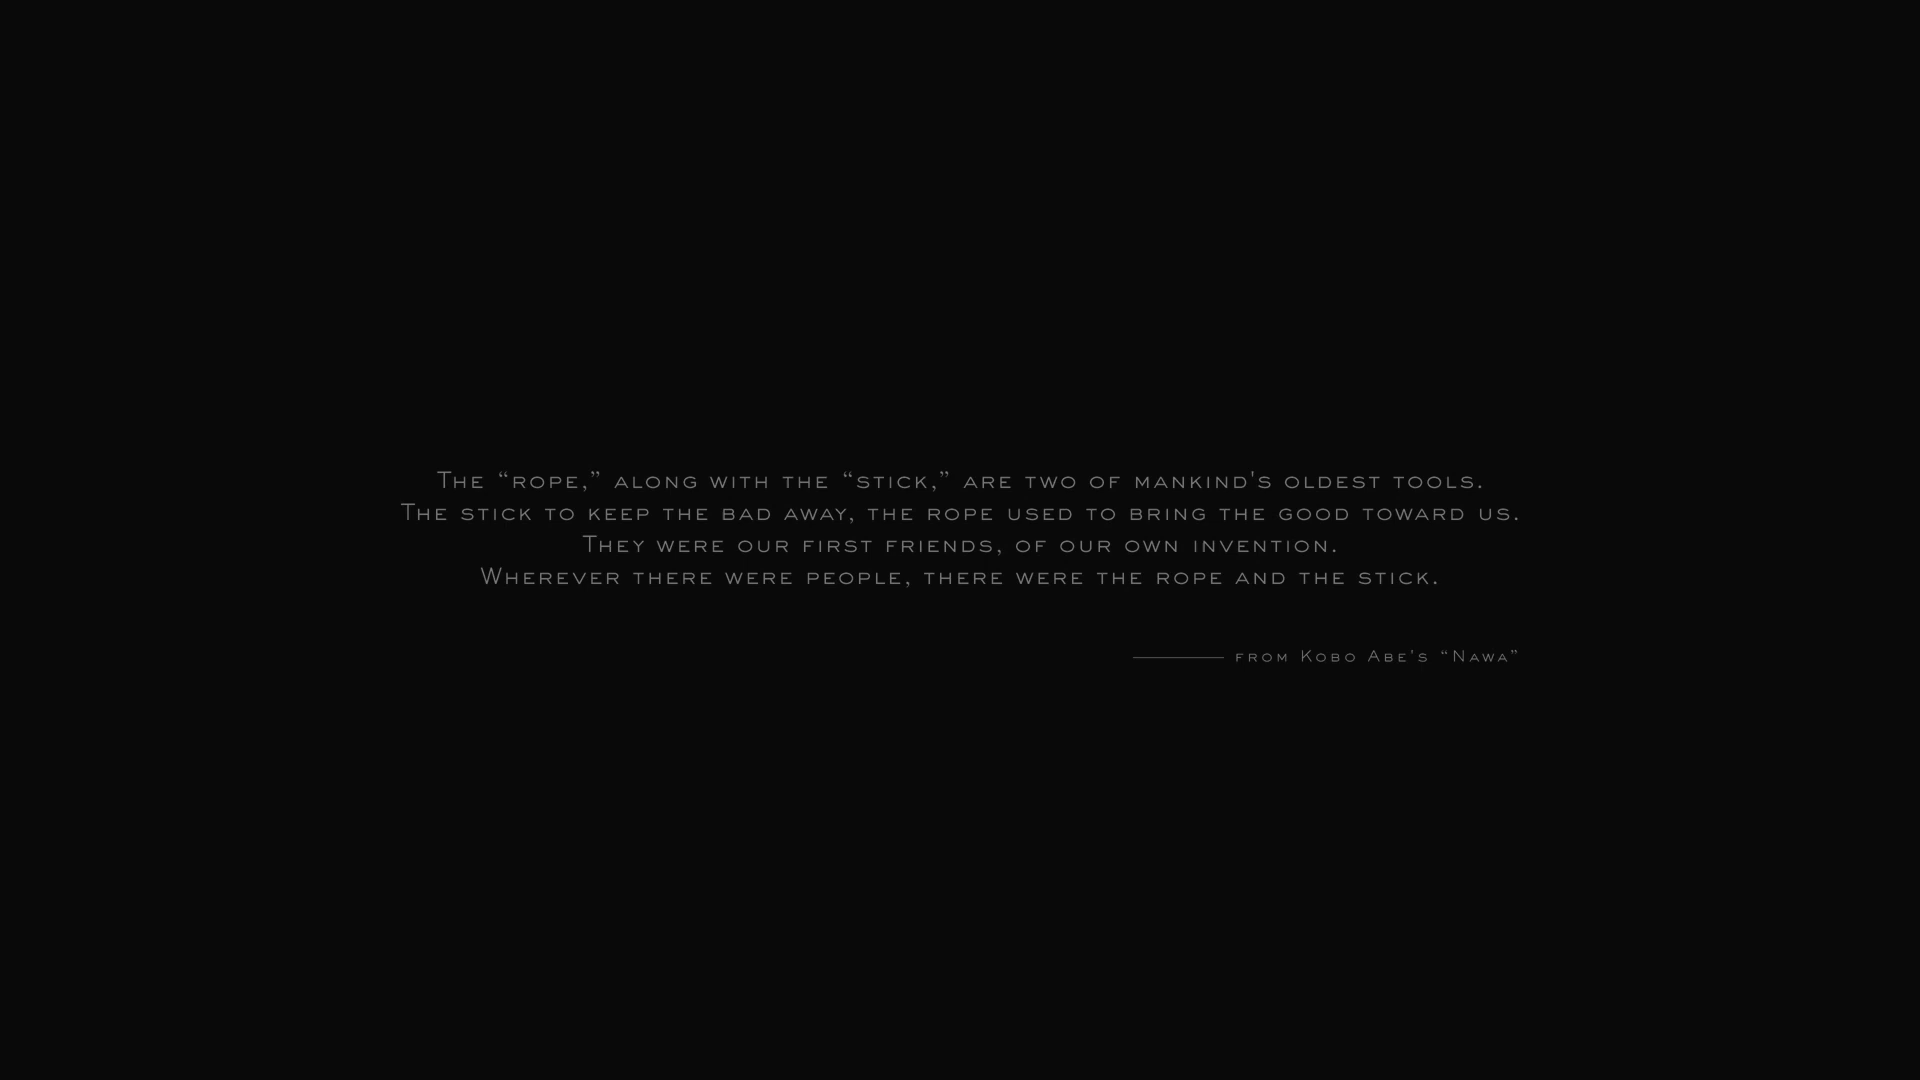 The “rope,” along with the “stick,” are two of mankind's oldest tools.
The stick to keep the bad away, the rope used to bring the good toward us.
They were our first friends, of our own invention.
Wherever there were people, there were the rope and the stick.
——— from Kobo Abe's “Nawa”